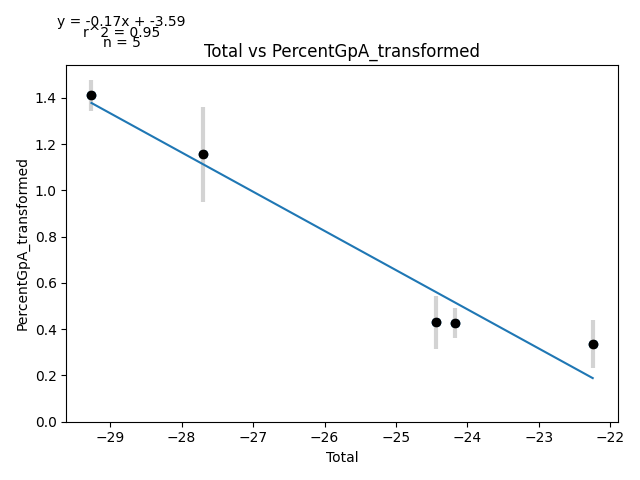 y = -0.17x + -3.59
r^2 = 0.95
n = 5
Total vs PercentGpA_transformed
PercentGpA_transformed
1.4
1.2
1.0
0.8
0.6
0.4
0.2
0.0
−29 −28 −27 −26 −25 −24 −23 −22
Total